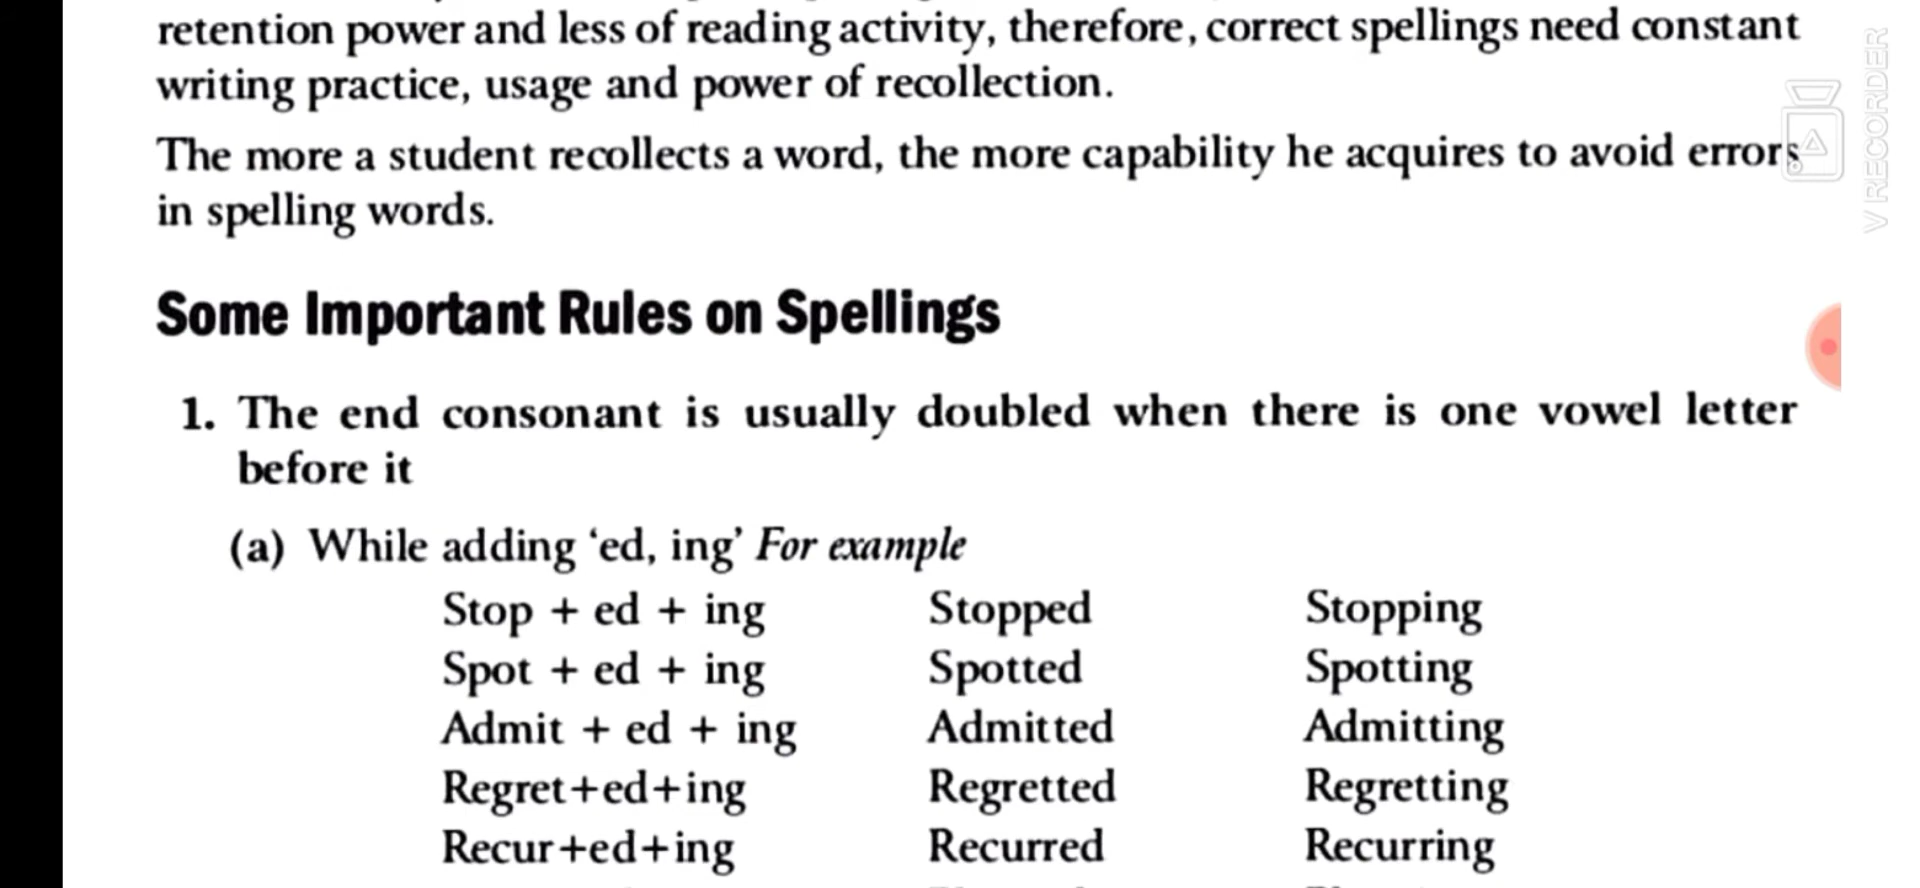 retention power and less of reading activity, therefore, correct spellings need constant
writing practice, usage and power of recollection.
The more a student recollects a word, the more capability he acquires to avoid errors
in spelling words.
Some Important Rules on Spellings
1. The end consonant is usually doubled when there is one vowel letter
before it
(a) While adding ‘ed, ing’ For example
Stop + ed + ing Stopped Stopping
Spot + ed + ing Spotted Spotting
Admit + ed + ing Admitted Admitting
Regret+ed+ing Regretted Regretting
Recur+ed+ing Recurred Recurring
V RECORDER